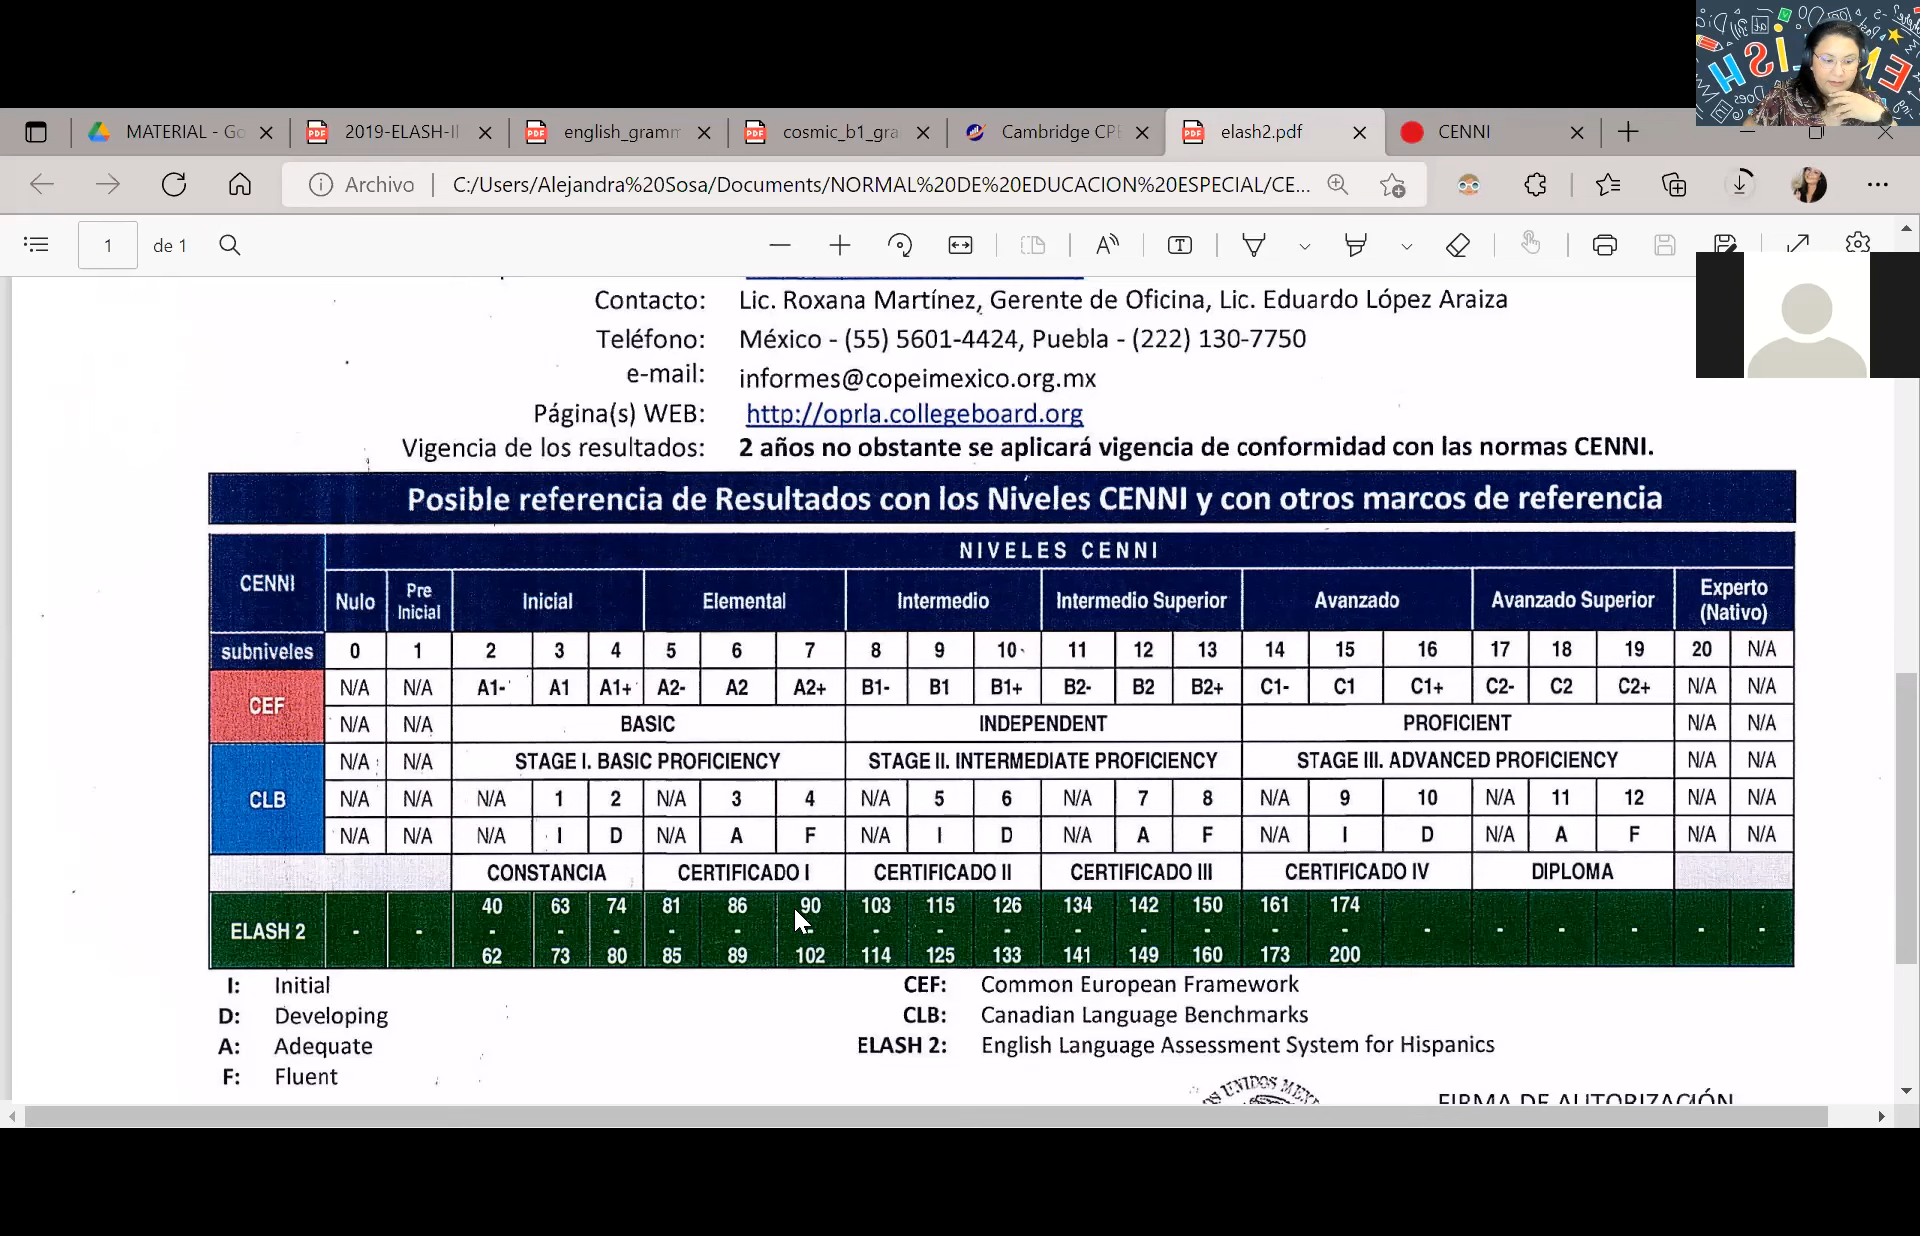 MATERIAL - Go
2019-ELASH-II
english_gramm
cosmic_b1_gra
Cambridge CPE
elash2.pdf
CENNI
Archivo
C:/Users/Alejandra%20Sosa/Documents/NORMAL%20DE%20EDUCACION%20ESPECIAL/CE...
1 de 1
Contacto: Lic. Roxana Martínez, Gerente de Oficina, Lic. Eduardo López Araiza
Teléfono: México - (55) 5601-4424, Puebla - (222) 130-7750
e-mail: informes@copeimexico.org.mx
Página(s) WEB: http://oprla.collegeboard.org
Vigencia de los resultados: 2 años no obstante se aplicará vigencia de conformidad con las normas CENNI.
Posible referencia de Resultados con los Niveles CENNI y con otros marcos de referencia
CENNI
NIVELES CENNI
Nulo Pre Inicial Inicial Elemental Intermedio Intermedio Superior Avanzado Avanzado Superior Experto (Nativo)
subniveles 0 1 2 3 4 5 6 7 8 9 10 11 12 13 14 15 16 17 18 19 20 N/A
CEF
N/A N/A A1- A1 A1+ A2- A2 A2+ B1- B1 B1+ B2- B2 B2+ C1- C1 C1+ C2- C2 C2+ N/A N/A
N/A N/A BASIC INDEPENDENT PROFICIENT N/A N/A
CLB
N/A N/A STAGE I. BASIC PROFICIENCY STAGE II. INTERMEDIATE PROFICIENCY STAGE III. ADVANCED PROFICIENCY N/A N/A
N/A N/A N/A 1 2 N/A 3 4 N/A 5 6 N/A 7 8 N/A 9 10 N/A 11 12 N/A N/A
N/A N/A N/A I D N/A A F N/A I D N/A A F N/A I D N/A A F N/A N/A
CONSTANCIA CERTIFICADO I CERTIFICADO II CERTIFICADO III CERTIFICADO IV DIPLOMA
ELASH 2 - - 40 - 62 63 - 73 74 - 80 81 - 85 86 - 89 90 - 102 103 - 114 115 - 125 126 - 133 134 - 141 142 - 149 150 - 160 161 - 173 174 - 200 - - - - - -
I: Initial
D: Developing
A: Adequate
F: Fluent
CEF: Common European Framework
CLB: Canadian Language Benchmarks
ELASH 2: English Language Assessment System for Hispanics
UNIDOS MEX
FIRMA DE AUTORIZACIÓN